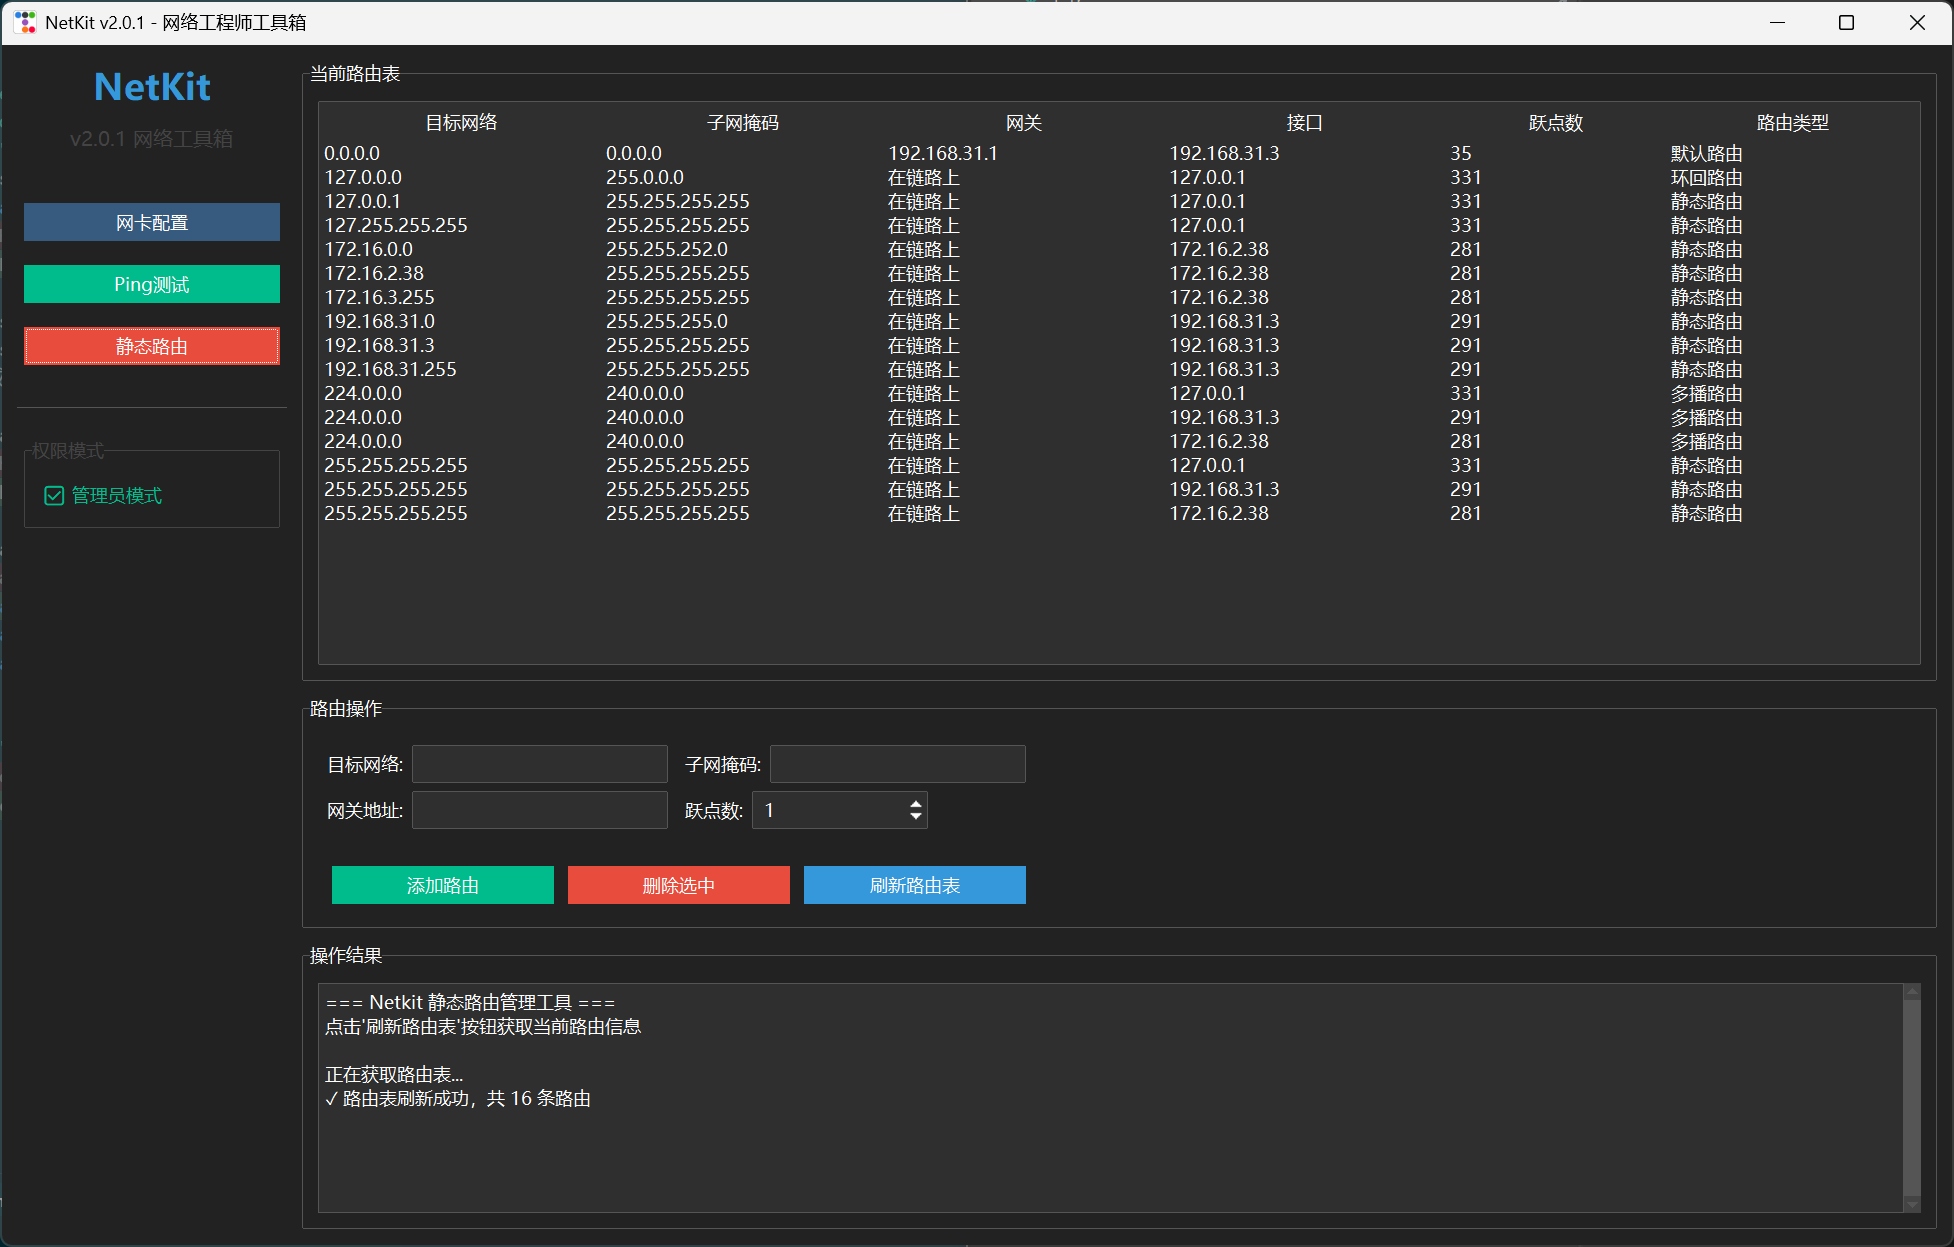 NetKit v2.0.1 - 网络工程师工具箱
NetKit
v2.0.1 网络工具箱
网卡配置
Ping测试
静态路由
权限模式
管理员模式
当前路由表
目标网络 子网掩码 网关 接口 跃点数 路由类型
0.0.0.0 0.0.0.0 192.168.31.1 192.168.31.3 35 默认路由
127.0.0.0 255.0.0.0 在链路上 127.0.0.1 331 环回路由
127.0.0.1 255.255.255.255 在链路上 127.0.0.1 331 静态路由
127.255.255.255 255.255.255.255 在链路上 127.0.0.1 331 静态路由
172.16.0.0 255.255.252.0 在链路上 172.16.2.38 281 静态路由
172.16.2.38 255.255.255.255 在链路上 172.16.2.38 281 静态路由
172.16.3.255 255.255.255.255 在链路上 172.16.2.38 281 静态路由
192.168.31.0 255.255.255.0 在链路上 192.168.31.3 291 静态路由
192.168.31.3 255.255.255.255 在链路上 192.168.31.3 291 静态路由
192.168.31.255 255.255.255.255 在链路上 192.168.31.3 291 静态路由
224.0.0.0 240.0.0.0 在链路上 127.0.0.1 331 多播路由
224.0.0.0 240.0.0.0 在链路上 192.168.31.3 291 多播路由
224.0.0.0 240.0.0.0 在链路上 172.16.2.38 281 多播路由
255.255.255.255 255.255.255.255 在链路上 127.0.0.1 331 静态路由
255.255.255.255 255.255.255.255 在链路上 192.168.31.3 291 静态路由
255.255.255.255 255.255.255.255 在链路上 172.16.2.38 281 静态路由
路由操作
目标网络: 子网掩码:
网关地址: 跃点数: 1
添加路由 删除选中 刷新路由表
操作结果
=== Netkit 静态路由管理工具 ===
点击'刷新路由表'按钮获取当前路由信息
正在获取路由表...
✓ 路由表刷新成功，共 16 条路由